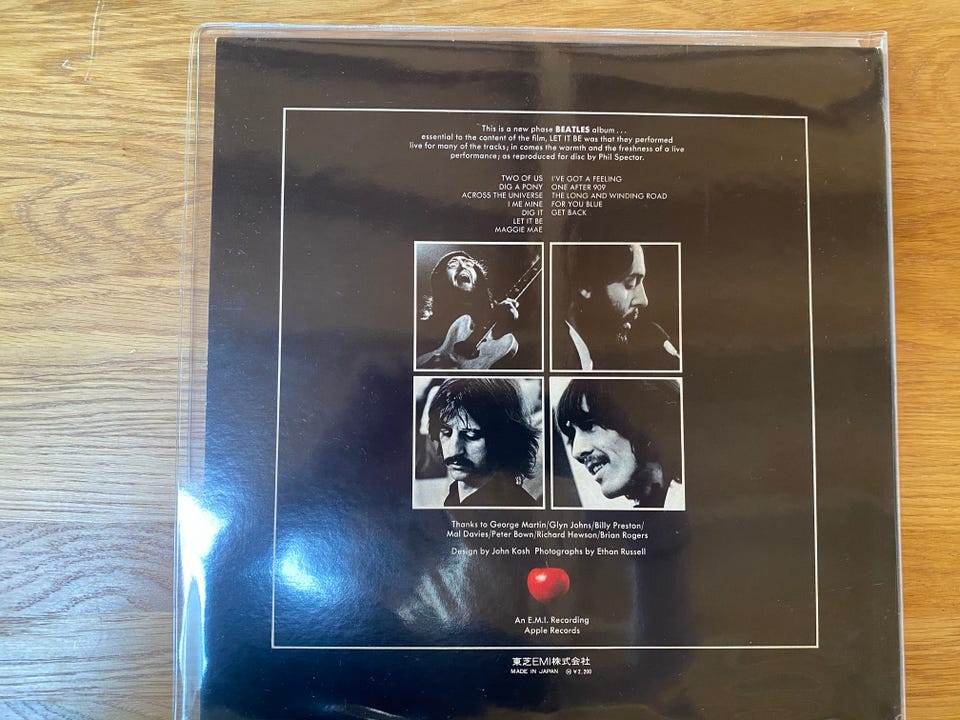 This is a new phase BEATLES album . . .
essential to the content of the film, LET IT BE was that they performed
live for many of the tracks; in comes the warmth and the freshness of a live
performance; as reproduced for disc by Phil Spector.
TWO OF US I'VE GOT A FEELING
DIG A PONY ONE AFTER 909
ACROSS THE UNIVERSE THE LONG AND WINDING ROAD
I ME MINE FOR YOU BLUE
DIG IT GET BACK
LET IT BE
MAGGIE MAE
Thanks to George Martin/Glyn Johns/Billy Preston/
Mal Davies/Peter Bown/Richard Hewson/Brian Rogers
Design by John Kosh Photographs by Ethan Russell
An E.M.I. Recording
Apple Records
東芝EMI株式会社
MADE IN JAPAN Ⓗ ¥2,200